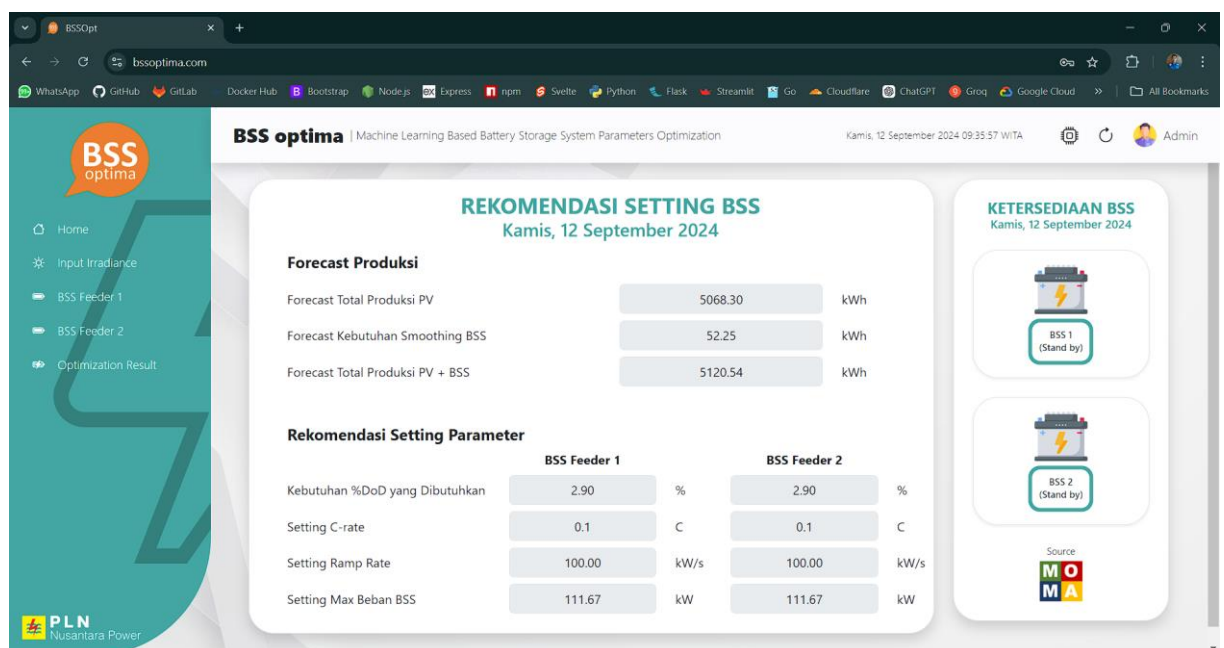 BSSOpt
bssoptima.com
WhatsApp GitHub GitLab Docker Hub Bootstrap Node.js Express npm Svelte Python Flask Streamlit Go Cloudflare ChatGPT Groq Google Cloud » All Bookmarks
BSS optima
BSS optima | Machine Learning Based Battery Storage System Parameters Optimization
Kamis, 12 September 2024 09:35:57 WITA
Admin
Home
Input Irradiance
BSS Feeder 1
BSS Feeder 2
Optimization Result
PLN
Nusantara Power
REKOMENDASI SETTING BSS
Kamis, 12 September 2024
Forecast Produksi
Forecast Total Produksi PV 5068.30 kWh
Forecast Kebutuhan Smoothing BSS 52.25 kWh
Forecast Total Produksi PV + BSS 5120.54 kWh
Rekomendasi Setting Parameter
BSS Feeder 1 BSS Feeder 2
Kebutuhan %DoD yang Dibutuhkan 2.90 % 2.90 %
Setting C-rate 0.1 C 0.1 C
Setting Ramp Rate 100.00 kW/s 100.00 kW/s
Setting Max Beban BSS 111.67 kW 111.67 kW
KETERSEDIAAN BSS
Kamis, 12 September 2024
BSS 1
(Stand by)
BSS 2
(Stand by)
Source
MO
MA